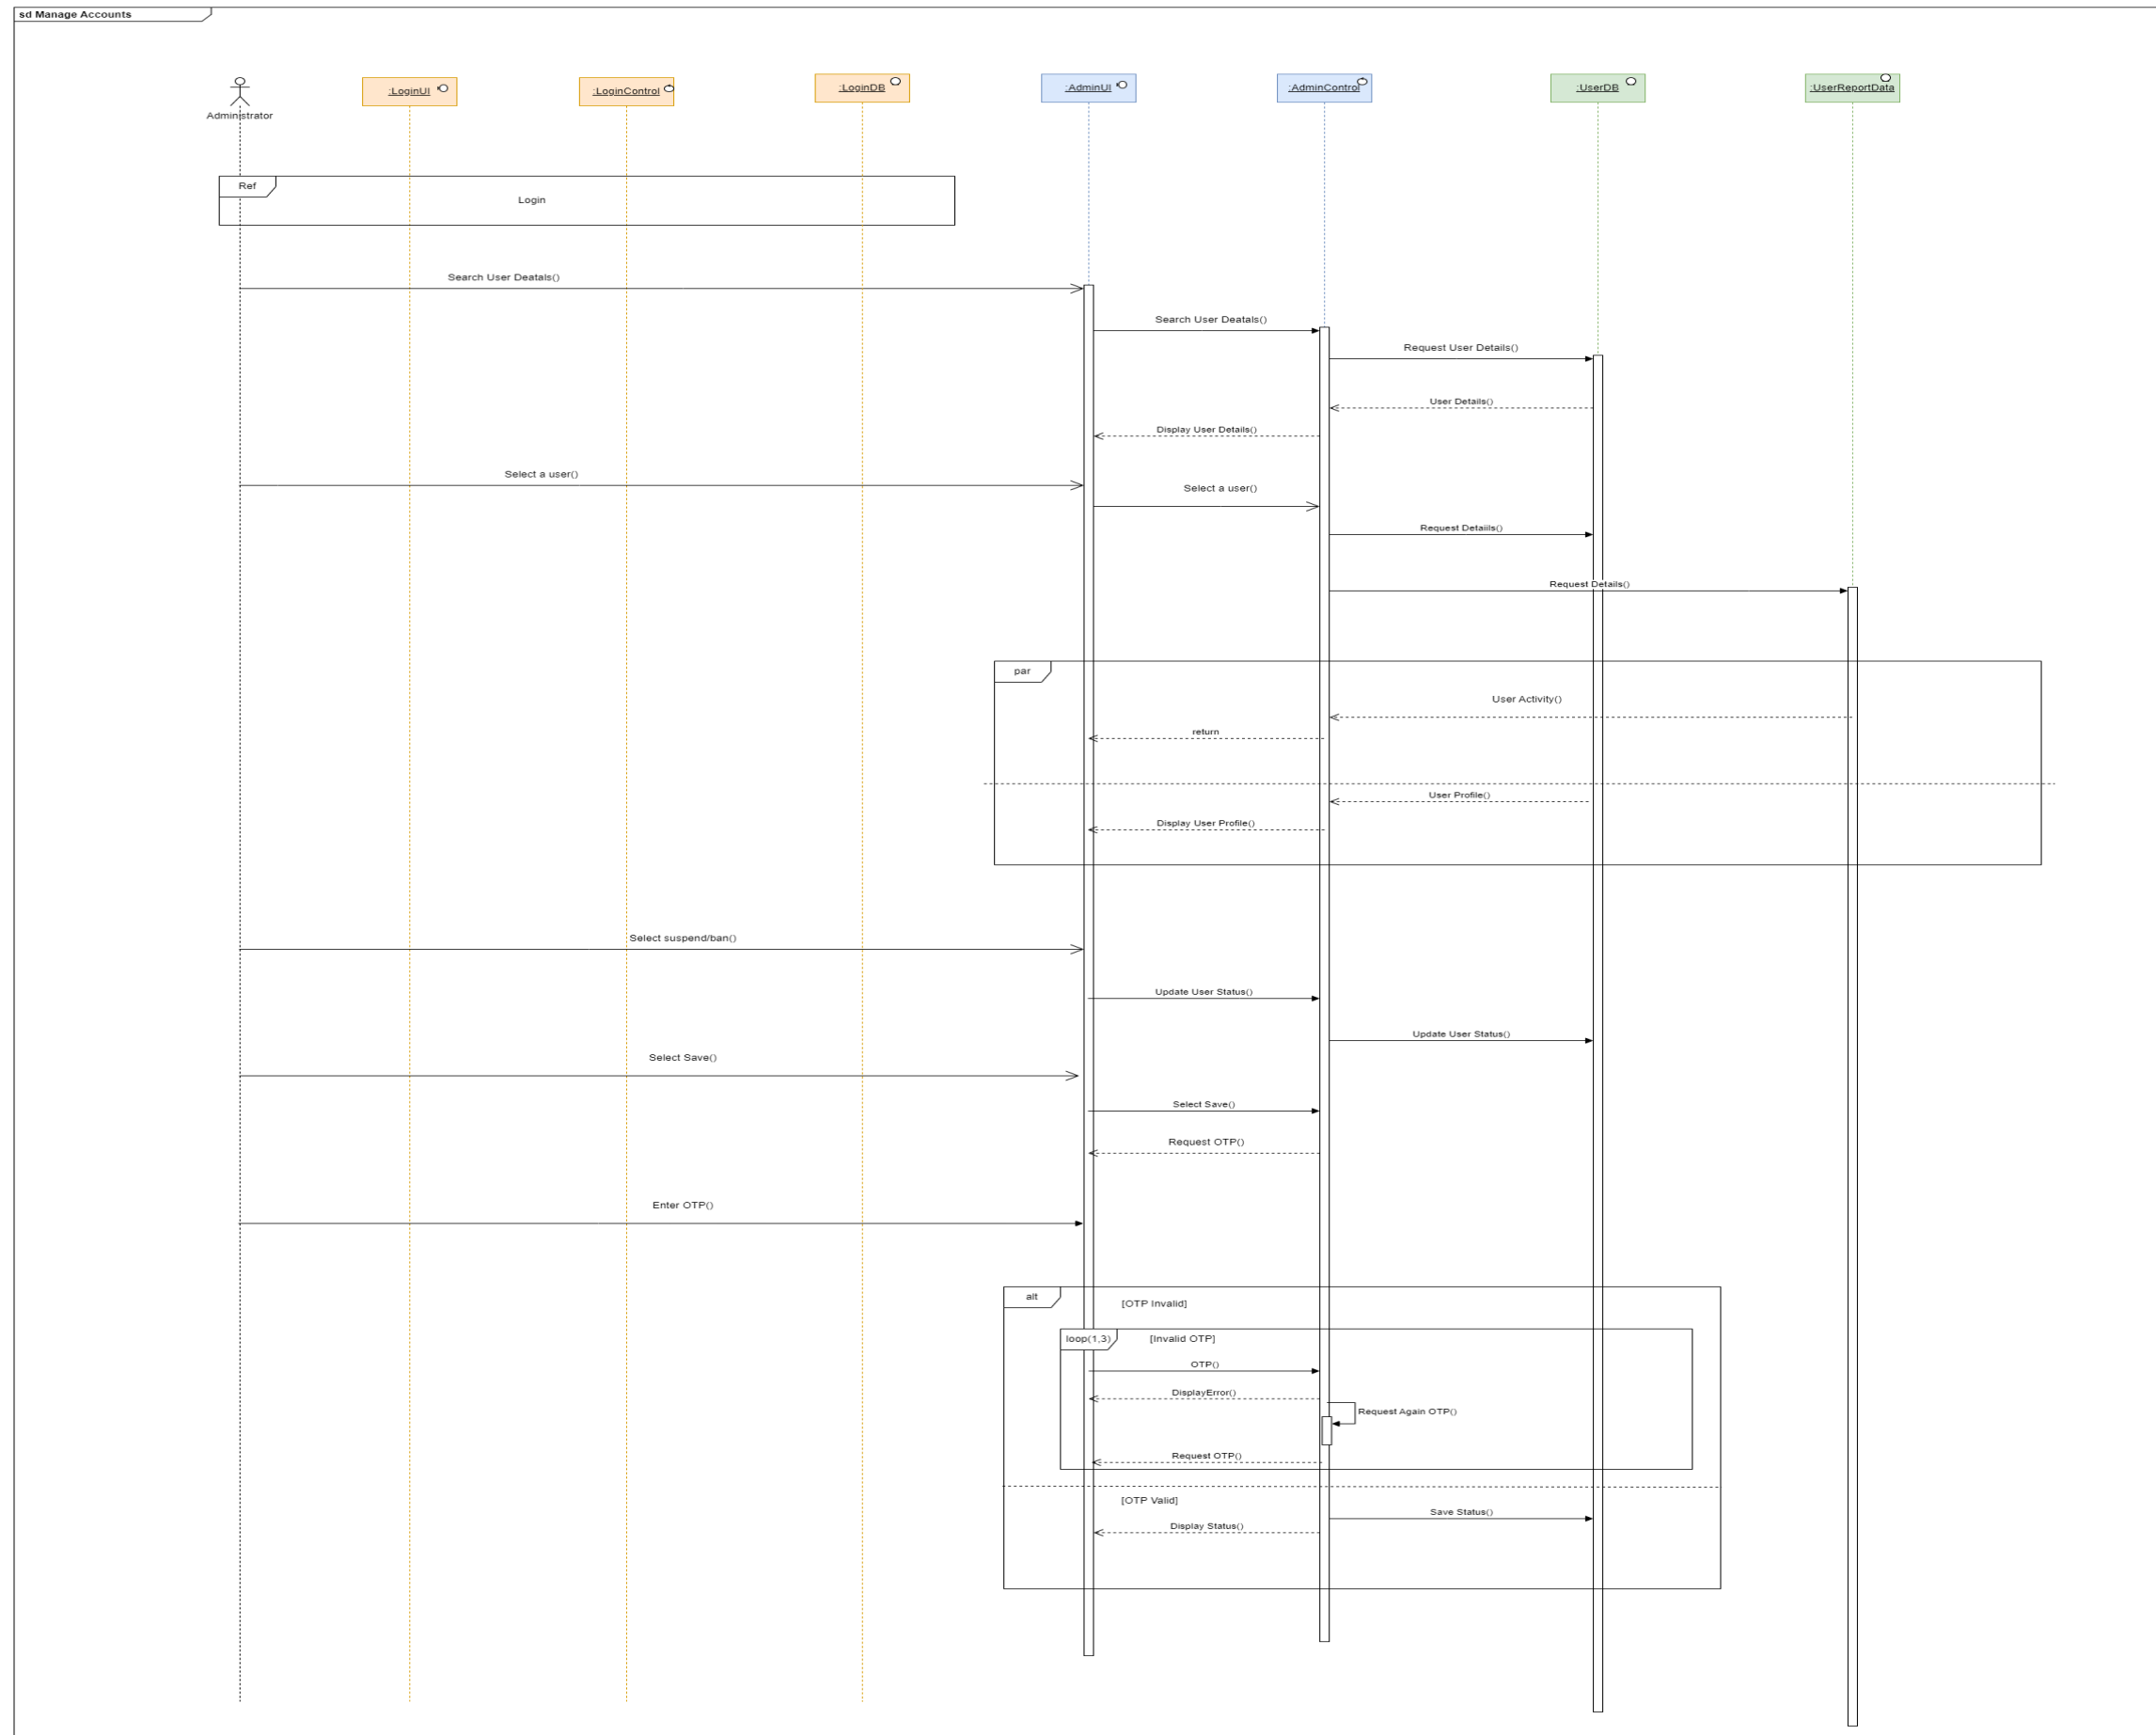 sd Manage Accounts
Administrator
:LoginUI
:LoginControl
:LoginDB
:AdminUI
:AdminControl
:UserDB
:UserReportData
Ref
Login
Search User Deatals()
Search User Deatals()
Request User Details()
User Details()
Display User Details()
Select a user()
Select a user()
Request Detaiils()
Request Details()
par
User Activity()
return
User Profile()
Display User Profile()
Select suspend/ban()
Update User Status()
Update User Status()
Select Save()
Select Save()
Request OTP()
Enter OTP()
alt
[OTP Invalid]
loop(1,3)
[Invalid OTP]
OTP()
DisplayError()
Request Again OTP()
Request OTP()
[OTP Valid]
Save Status()
Display Status()